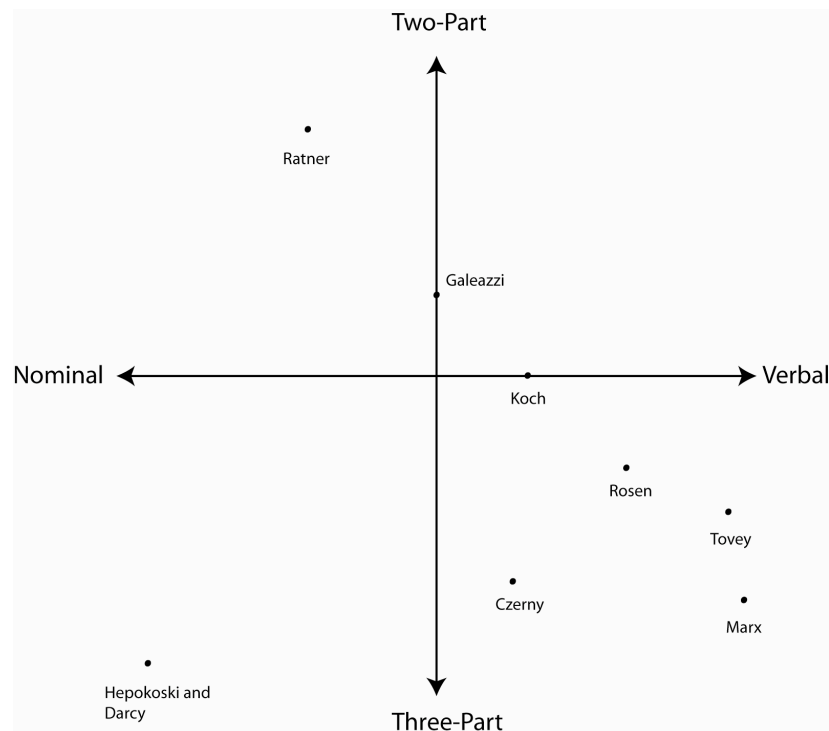 Two-Part
Ratner
Galeazzi
Nominal
Verbal
Koch
Rosen
Tovey
Czerny
Marx
Hepokoski and
Darcy
Three-Part